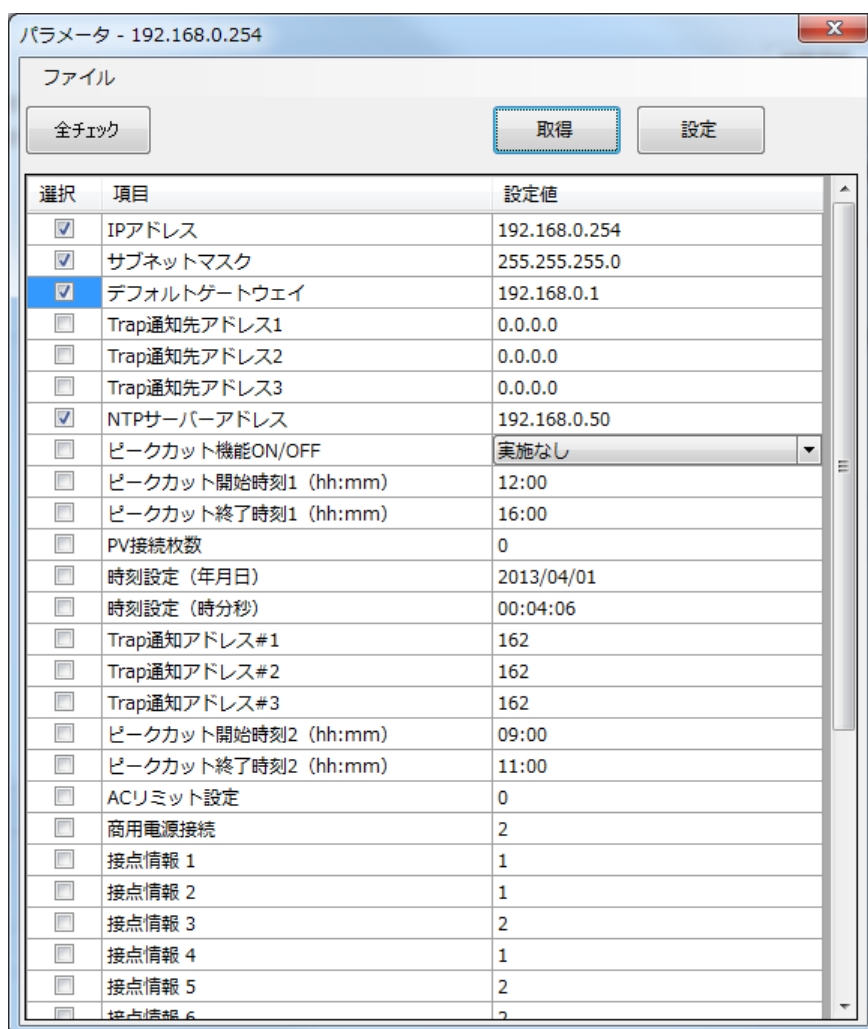 パラメータ - 192.168.0.254
ファイル
全チェック 取得 設定
選択 項目 設定値
IPアドレス 192.168.0.254
サブネットマスク 255.255.255.0
デフォルトゲートウェイ 192.168.0.1
Trap通知先アドレス1 0.0.0.0
Trap通知先アドレス2 0.0.0.0
Trap通知先アドレス3 0.0.0.0
NTPサーバーアドレス 192.168.0.50
ピークカット機能ON/OFF 実施なし
ピークカット開始時刻1（hh:mm） 12:00
ピークカット終了時刻1（hh:mm） 16:00
PV接続枚数 0
時刻設定（年月日） 2013/04/01
時刻設定（時分秒） 00:04:06
Trap通知アドレス#1 162
Trap通知アドレス#2 162
Trap通知アドレス#3 162
ピークカット開始時刻2（hh:mm） 09:00
ピークカット終了時刻2（hh:mm） 11:00
ACリミット設定 0
商用電源接続 2
接点情報 1 1
接点情報 2 1
接点情報 3 2
接点情報 4 1
接点情報 5 2
接点情報 6 2